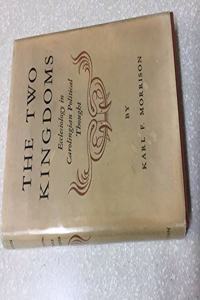 THE TWO
KINGDOMS
Ecclesiology in
Carolingian Political
Thought
BY
KARL F. MORRISON